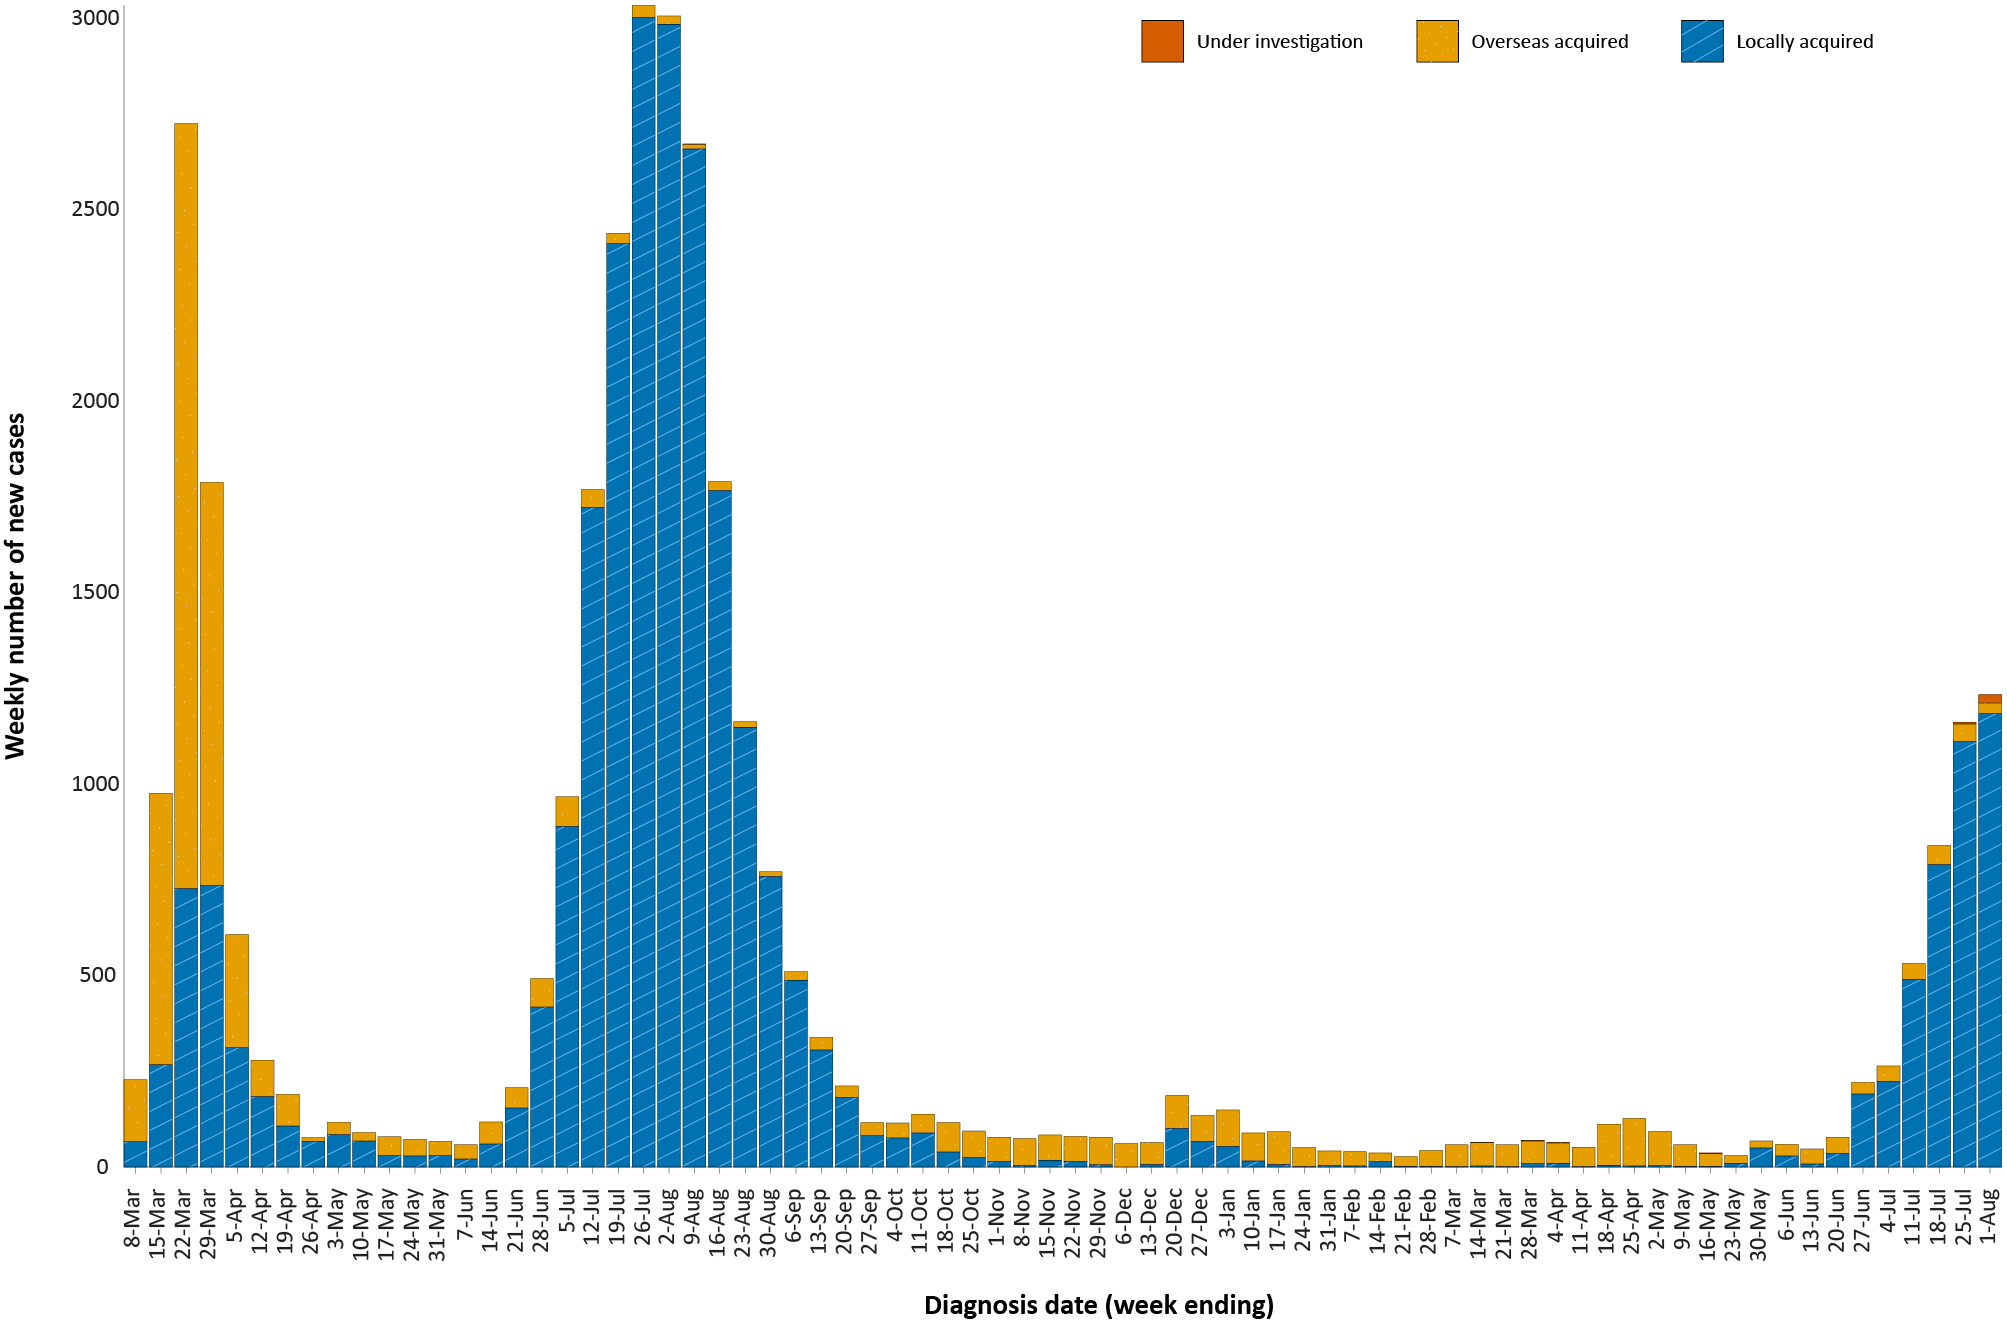 Under investigation
Overseas acquired
Locally acquired
Weekly number of new cases
3000
2500
2000
1500
1000
500
0
8-Mar
15-Mar
22-Mar
29-Mar
5-Apr
12-Apr
19-Apr
26-Apr
3-May
10-May
17-May
24-May
31-May
7-Jun
14-Jun
21-Jun
28-Jun
5-Jul
12-Jul
19-Jul
26-Jul
2-Aug
9-Aug
16-Aug
23-Aug
30-Aug
6-Sep
13-Sep
20-Sep
27-Sep
4-Oct
11-Oct
18-Oct
25-Oct
1-Nov
8-Nov
15-Nov
22-Nov
29-Nov
6-Dec
13-Dec
20-Dec
27-Dec
3-Jan
10-Jan
17-Jan
24-Jan
31-Jan
7-Feb
14-Feb
21-Feb
28-Feb
7-Mar
14-Mar
21-Mar
28-Mar
4-Apr
11-Apr
18-Apr
25-Apr
2-May
9-May
16-May
23-May
30-May
6-Jun
13-Jun
20-Jun
27-Jun
4-Jul
11-Jul
18-Jul
25-Jul
1-Aug
Diagnosis date (week ending)